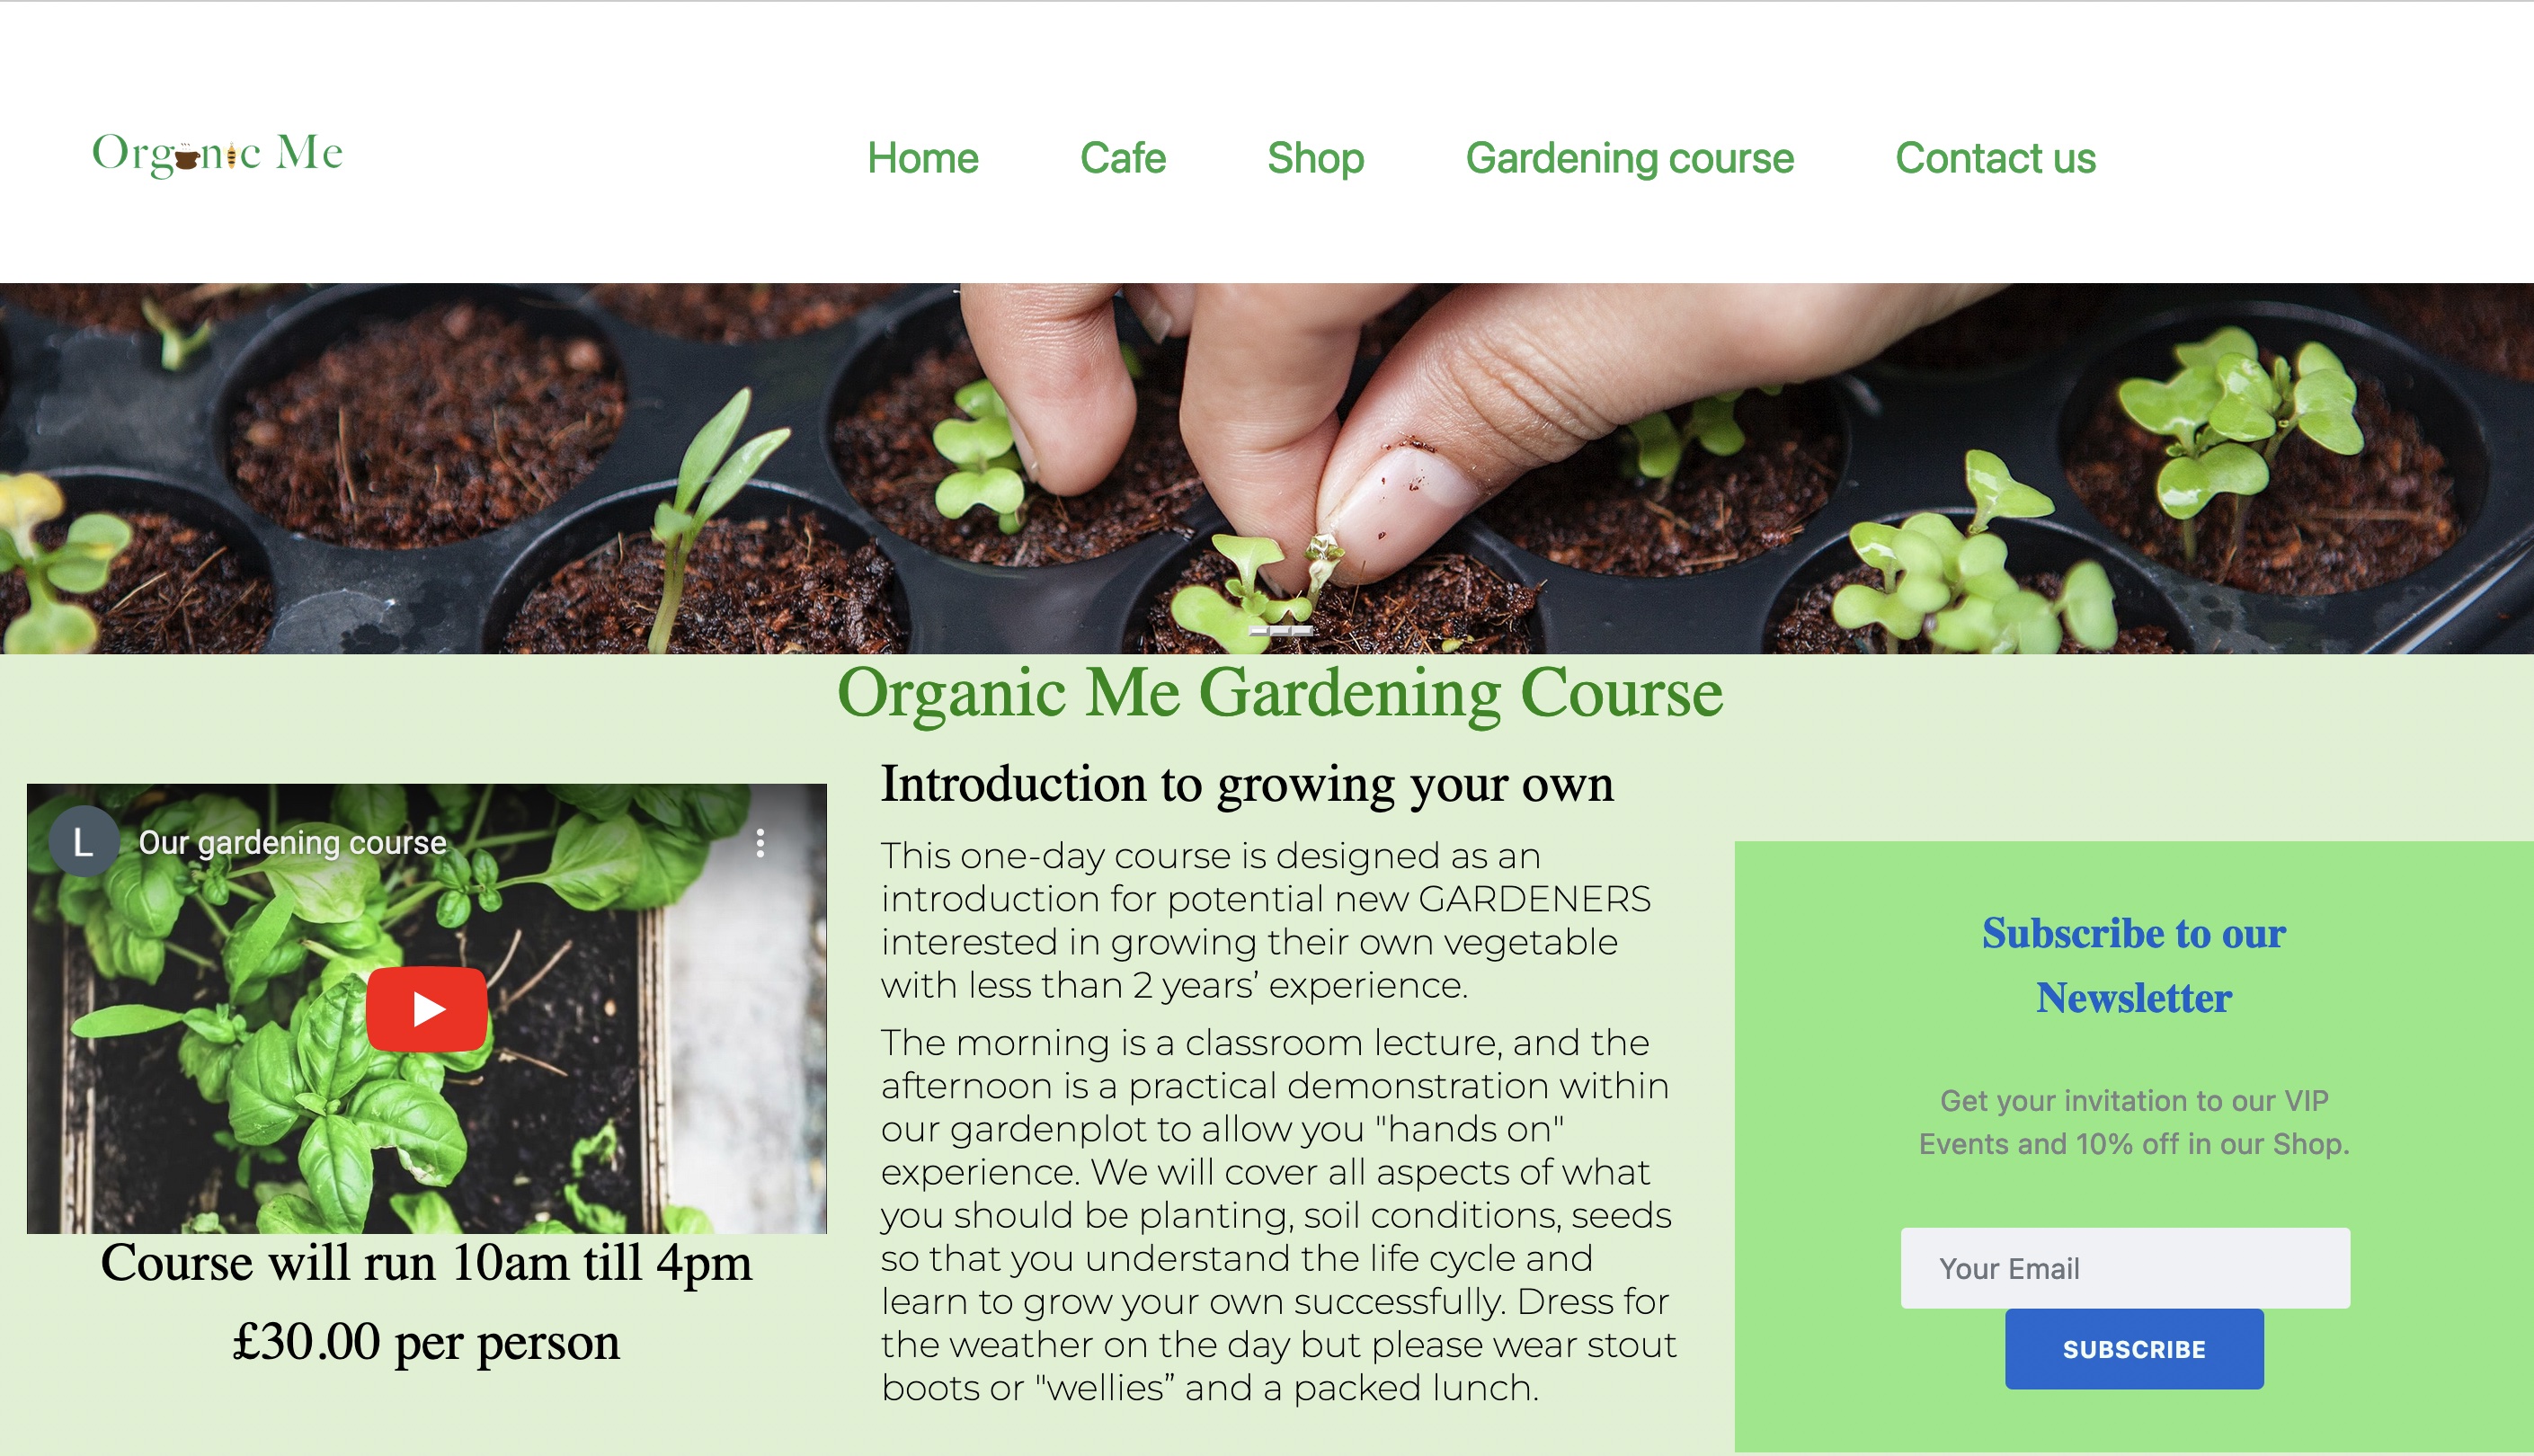 Organic Me
Home
Cafe
Shop
Gardening course
Contact us
Organic Me Gardening Course
L
Our gardening course
Course will run 10am till 4pm
£30.00 per person
Introduction to growing your own
This one-day course is designed as an
introduction for potential new GARDENERS
interested in growing their own vegetable
with less than 2 years’ experience.
The morning is a classroom lecture, and the
afternoon is a practical demonstration within
our gardenplot to allow you "hands on"
experience. We will cover all aspects of what
you should be planting, soil conditions, seeds
so that you understand the life cycle and
learn to grow your own successfully. Dress for
the weather on the day but please wear stout
boots or "wellies” and a packed lunch.
Subscribe to our
Newsletter
Get your invitation to our VIP
Events and 10% off in our Shop.
Your Email
SUBSCRIBE